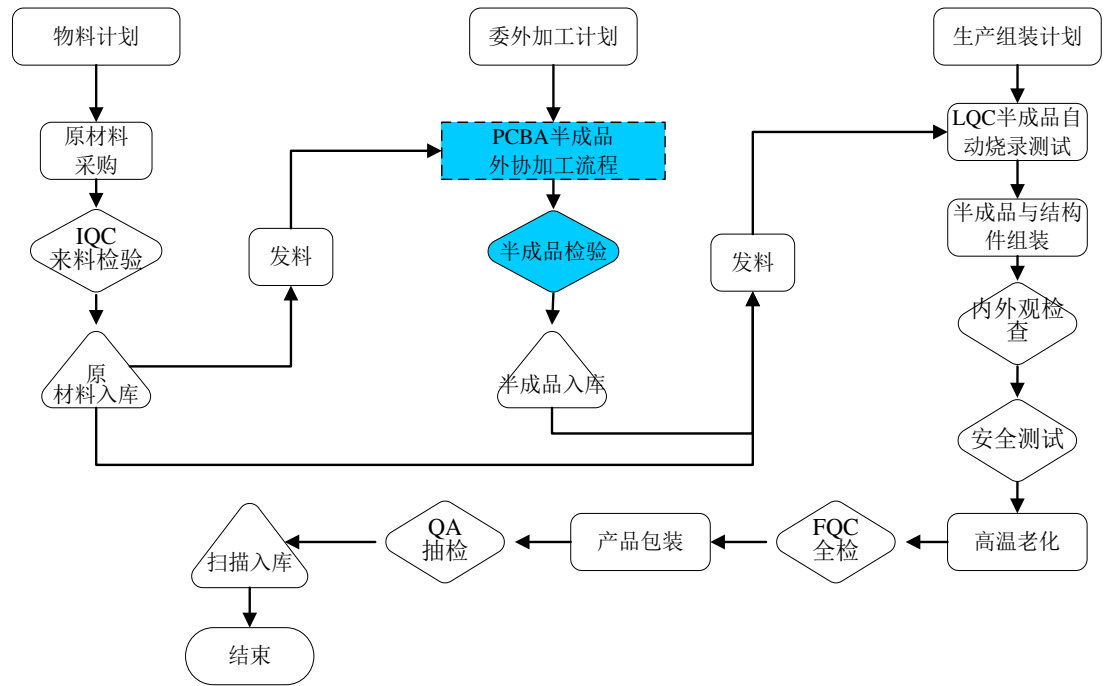 物料计划
委外加工计划
生产组装计划
原材料
采购
PCBA半成品
外协加工流程
LQC半成品自
动烧录测试
IQC
来料检验
发料
半成品检验
发料
半成品与结构
件组装
内外观检
查
原
材料入库
半成品入库
安全测试
扫描入库
QA
抽检
产品包装
FQC
全检
高温老化
结束